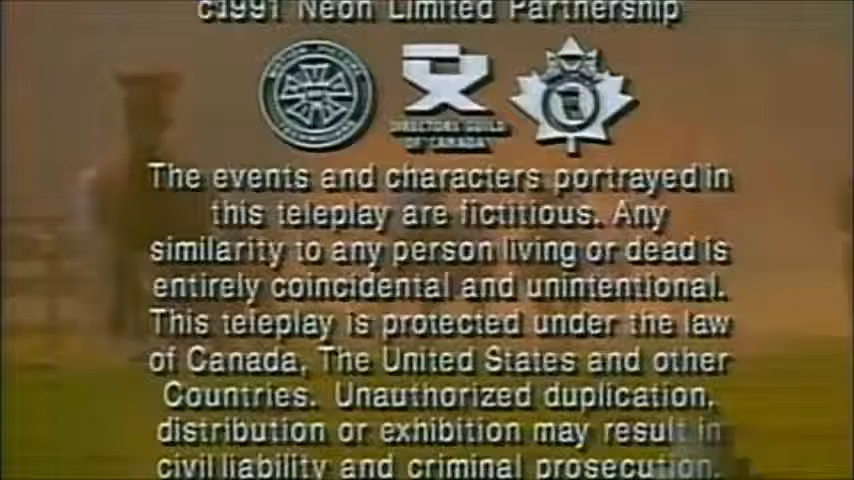 c1991 Neon Limited Partnership
DIRECTORS GUILD
OF CANADA
The events and characters portrayed in
this teleplay are fictitious. Any
similarity to any person living or dead is
entirely coincidental and unintentional.
This teleplay is protected under the law
of Canada, The United States and other
Countries. Unauthorized duplication,
distribution or exhibition may result in
civil liability and criminal prosecution.